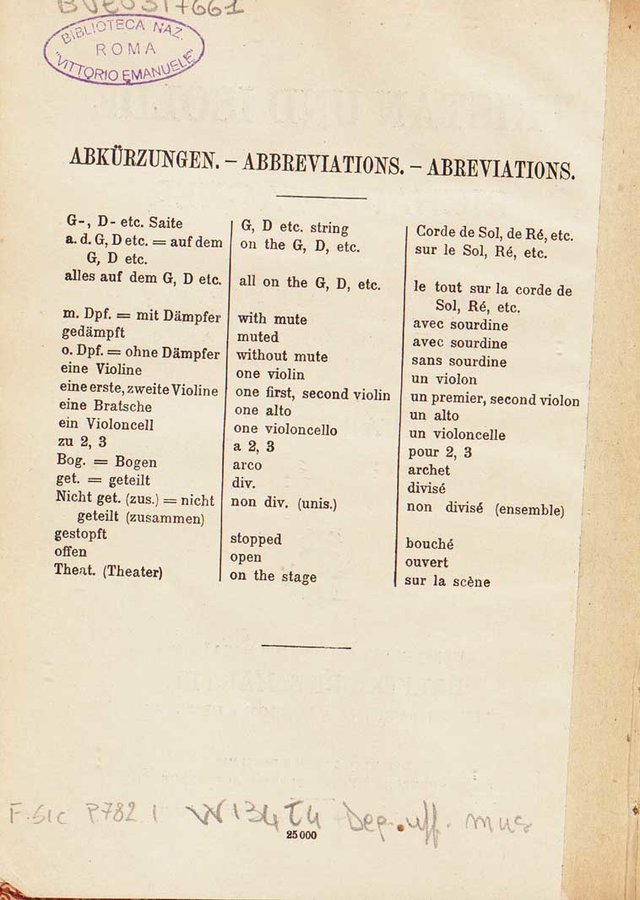 BVE0317661
BIBLIOTECA NAZ.
ROMA
"VITTORIO EMANUELE"
ABKÜRZUNGEN. – ABBREVIATIONS. – ABREVIATIONS.
G-, D- etc. Saite
a. d. G, D etc. = auf dem
G, D etc.
alles auf dem G, D etc.
m. Dpf. = mit Dämpfer
gedämpft
o. Dpf. = ohne Dämpfer
eine Violine
eine erste, zweite Violine
eine Bratsche
ein Violoncell
zu 2, 3
Bog. = Bogen
get. = geteilt
Nicht get. (zus.) = nicht
geteilt (zusammen)
gestopft
offen
Theat. (Theater)
G, D etc. string
on the G, D, etc.
all on the G, D, etc.
with mute
muted
without mute
one violin
one first, second violin
one alto
one violoncello
a 2, 3
arco
div.
non div. (unis.)
stopped
open
on the stage
Corde de Sol, de Ré, etc.
sur le Sol, Ré, etc.
le tout sur la corde de
Sol, Ré, etc.
avec sourdine
avec sourdine
sans sourdine
un violon
un premier, second violon
un alto
un violoncelle
pour 2, 3
archet
divisé
non divisé (ensemble)
bouché
ouvert
sur la scène
P782 1 W134T4 Dep. uff. mus
25000